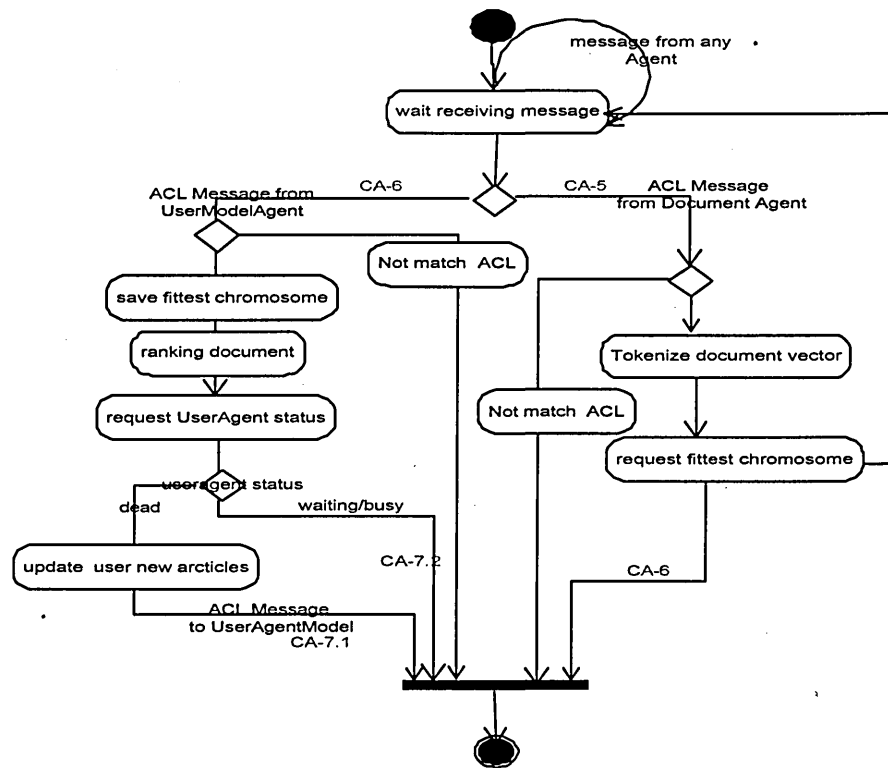 message from any
Agent
wait receiving message
CA-6
CA-5
ACL Message from
UserModelAgent
ACL Message
from Document Agent
Not match ACL
save fittest chromosome
ranking document
Tokenize document vector
request UserAgent status
Not match ACL
request fittest chromosome
useragent status
dead
waiting/busy
update user new arcticles
CA-7.2
CA-6
ACL Message
to UserAgentModel
CA-7.1